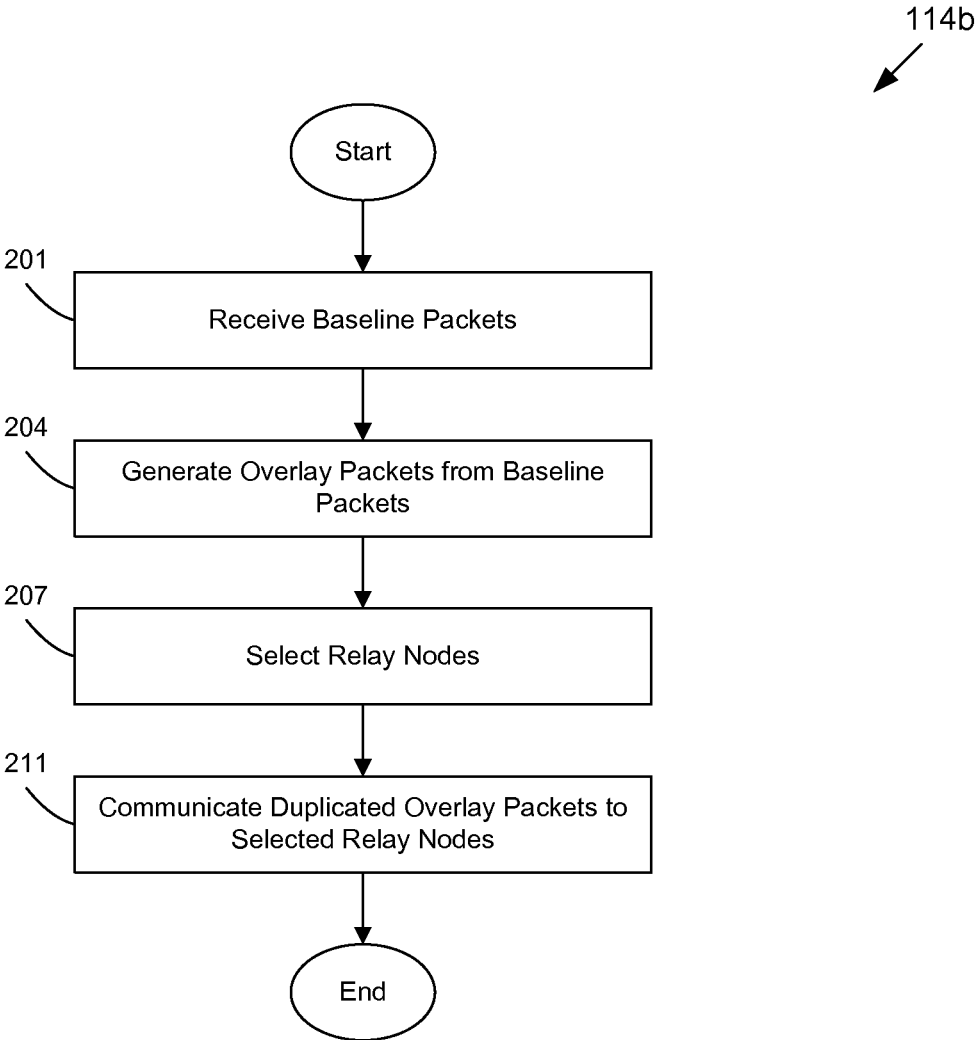 114b
Start
201
Receive Baseline Packets
204
Generate Overlay Packets from Baseline
Packets
207
Select Relay Nodes
211
Communicate Duplicated Overlay Packets to
Selected Relay Nodes
End